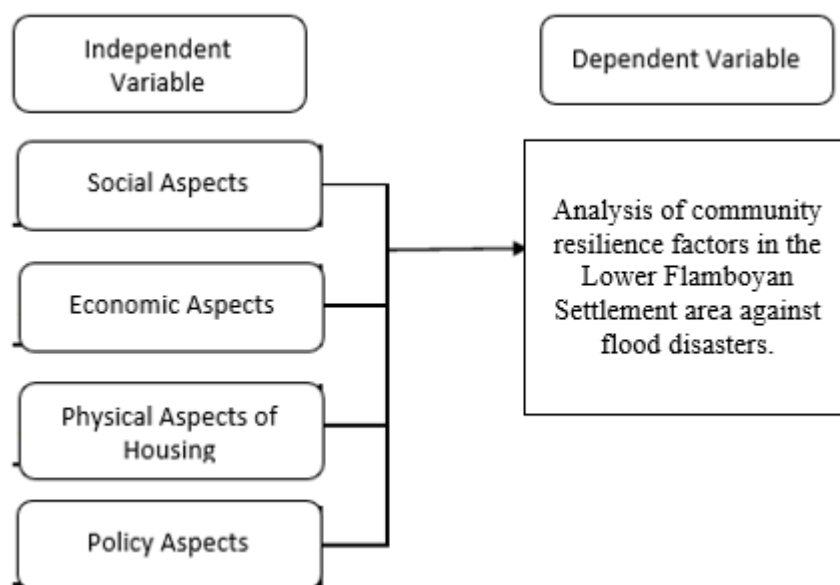 Independent
Variable
Dependent Variable
Social Aspects
Economic Aspects
Physical Aspects of
Housing
Policy Aspects
Analysis of community
resilience factors in the
Lower Flamboyan
Settlement area against
flood disasters.